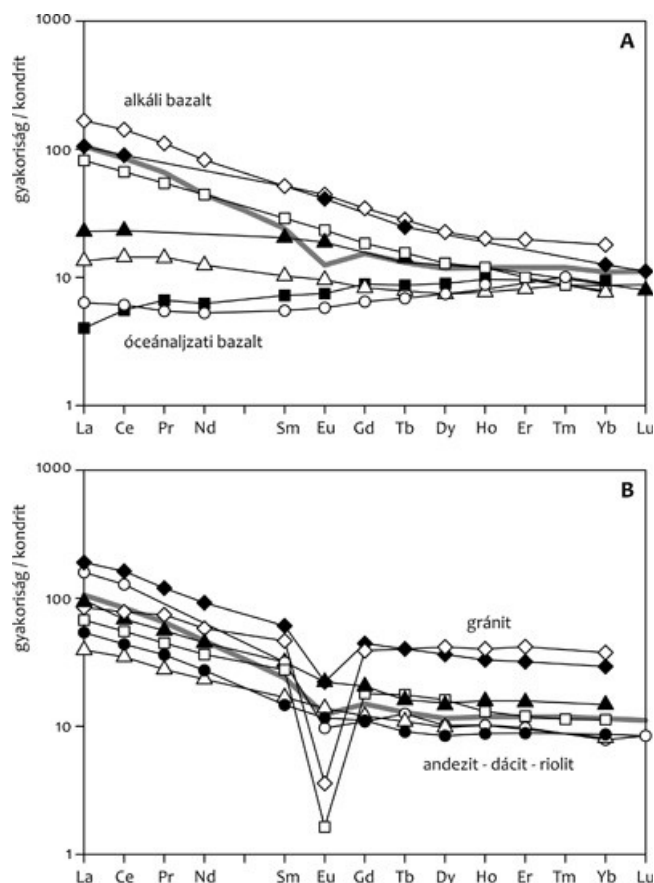 A
1000
100
10
1
gyakoriság / kondrit
alkáli bazalt
óceánaljzati bazalt
La Ce Pr Nd Sm Eu Gd Tb Dy Ho Er Tm Yb Lu
B
1000
100
10
1
gyakoriság / kondrit
gránit
andezit - dácit - riolit
La Ce Pr Nd Sm Eu Gd Tb Dy Ho Er Tm Yb Lu